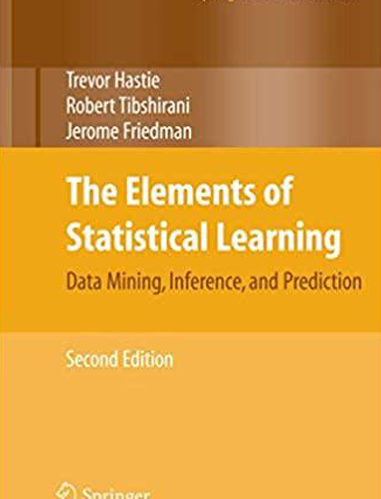 Trevor Hastie
Robert Tibshirani
Jerome Friedman
The Elements of
Statistical Learning
Data Mining, Inference, and Prediction
Second Edition
Springer